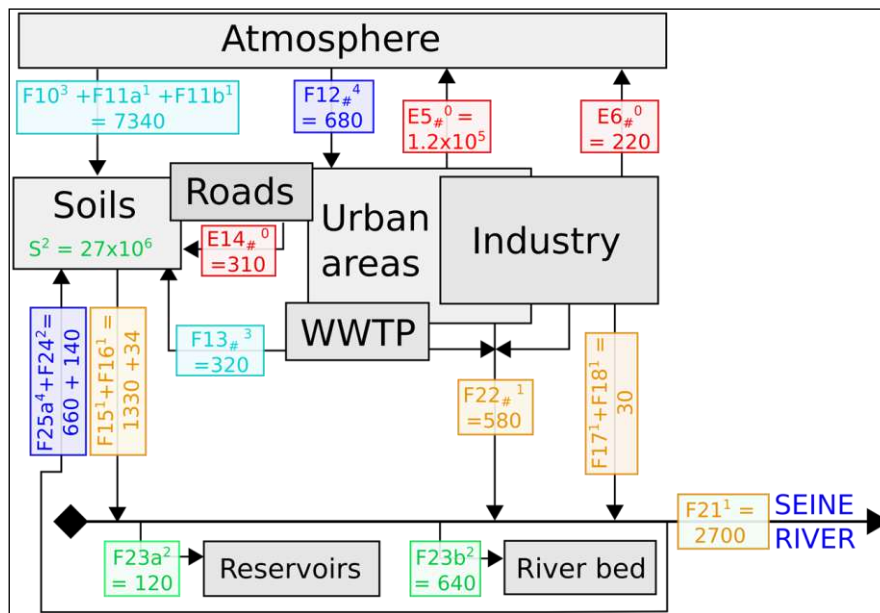 Atmosphere
F10³ +F11a¹ +F11b¹
= 7340
F12#⁴
= 680
E5#⁰ =
1.2x10⁵
E6#⁰
= 220
Soils
S² = 27x10⁶
Roads
E14#⁰
=310
Urban
areas
Industry
WWTP
F13#³
=320
F25a⁴+F24²=
660 + 140
F15¹+F16¹ =
1330 +34
F22#¹
=580
F17¹+F18¹ =
30
F21¹ =
2700
SEINE
RIVER
F23a²
= 120
Reservoirs
F23b²
= 640
River bed